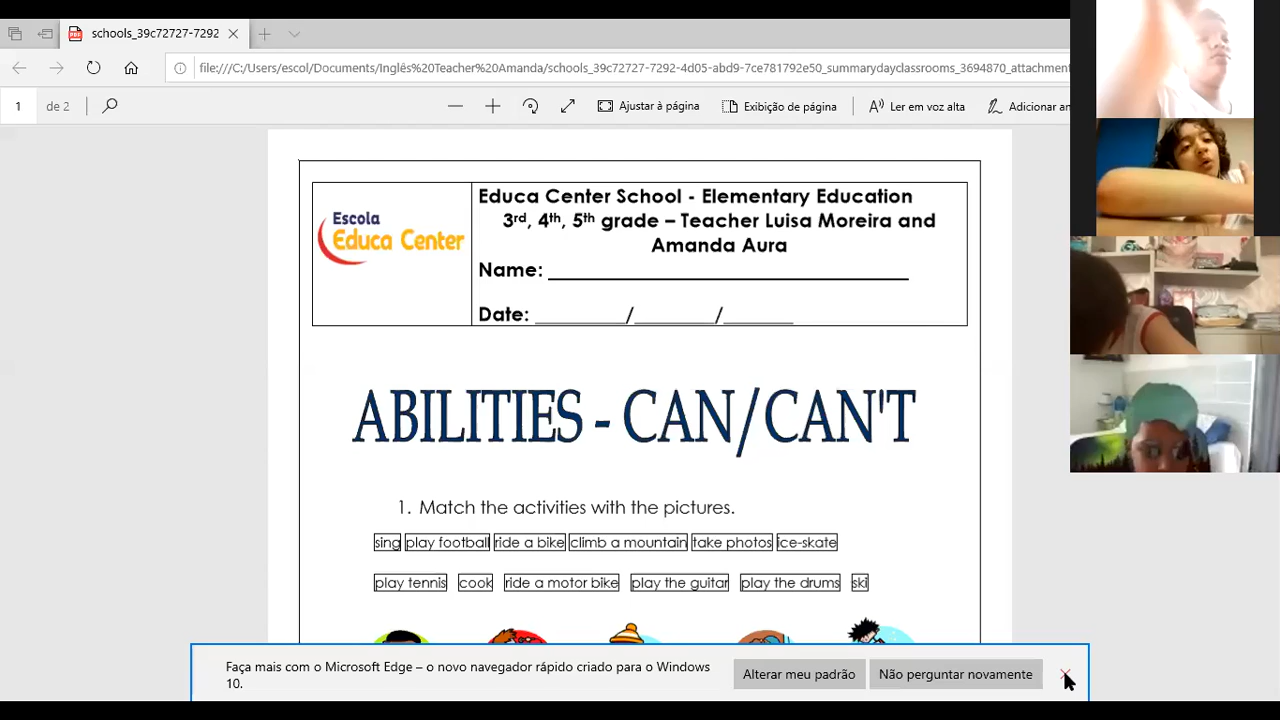 schools_39c72727-7292
file:///C:/Users/escol/Documents/Inglês%20Teacher%20Amanda/schools_39c72727-7292-4d05-abd9-7ce781792e50_summarydayclassrooms_3694870_attachment
1 de 2 Ajustar à página Exibição de página Ler em voz alta Adicionar an
Escola
Educa Center
Educa Center School - Elementary Education
3rd, 4th, 5th grade – Teacher Luisa Moreira and
Amanda Aura
Name: ______________________
Date: ________/_______/_______
ABILITIES - CAN/CAN'T
1. Match the activities with the pictures.
sing play football ride a bike climb a mountain take photos ice-skate
play tennis cook ride a motor bike play the guitar play the drums ski
Faça mais com o Microsoft Edge – o novo navegador rápido criado para o Windows
10.
Alterar meu padrão Não perguntar novamente